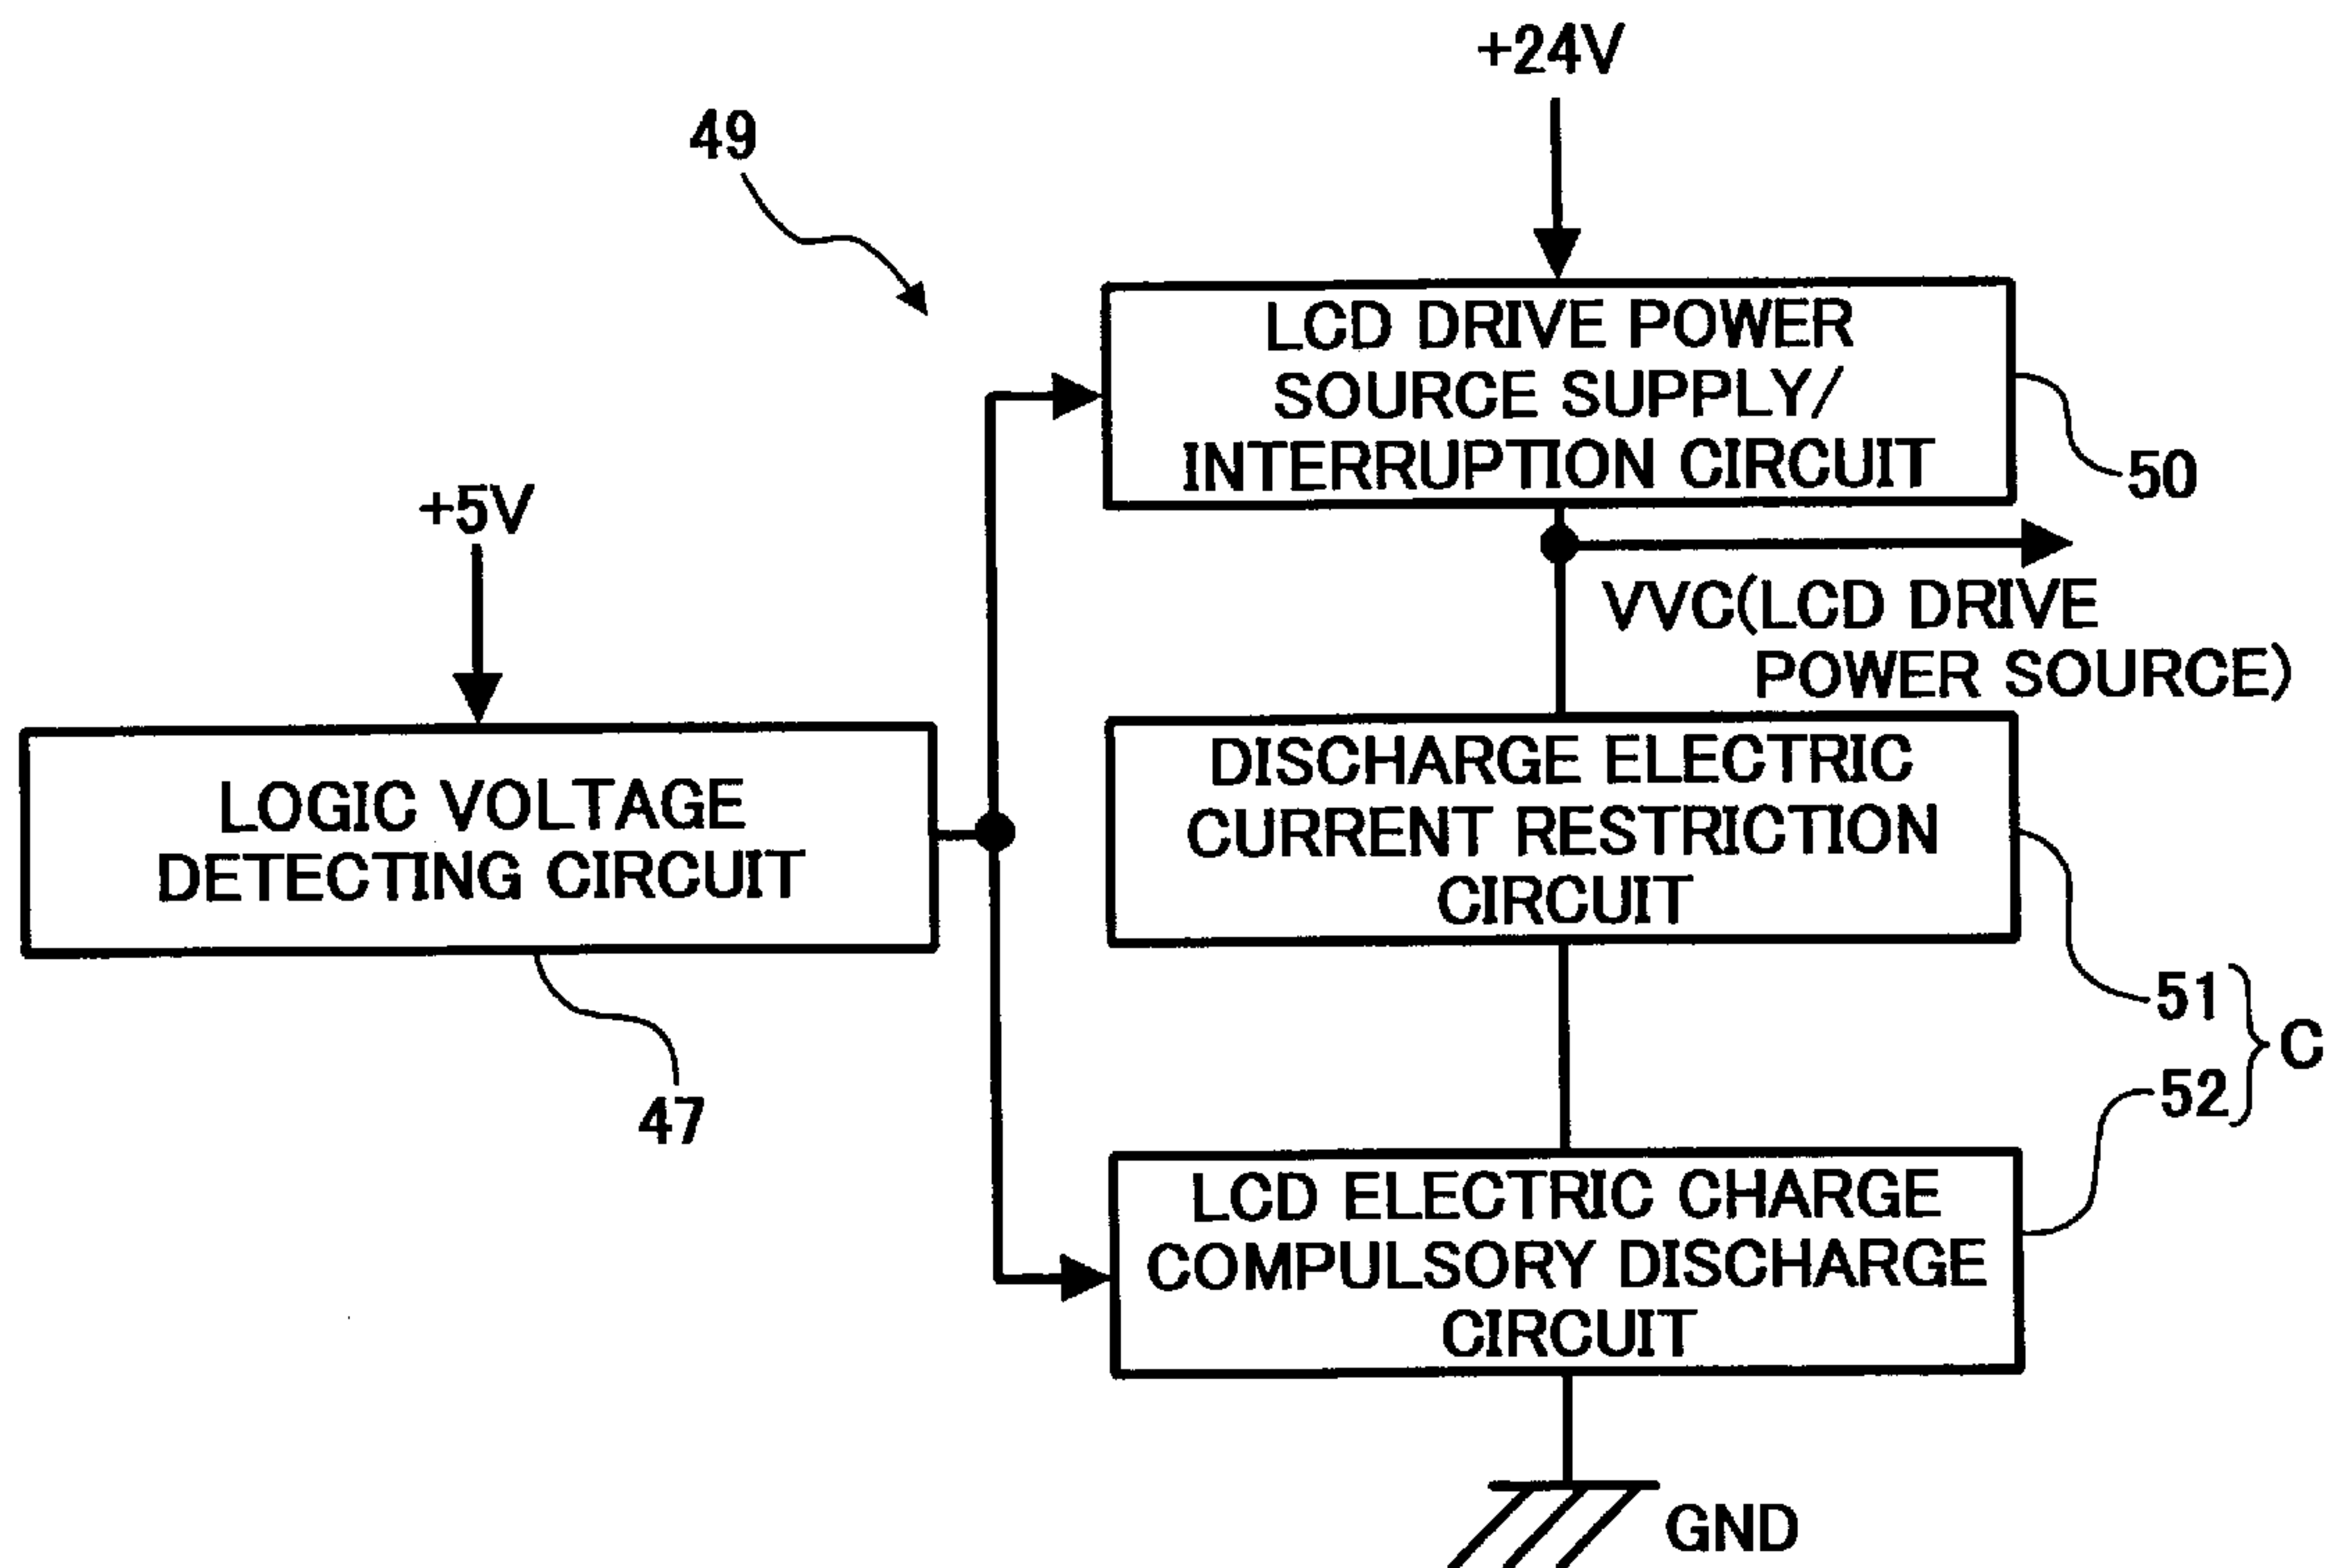 +24V
49
LCD DRIVE POWER
SOURCE SUPPLY/
INTERRUPTION CIRCUIT
50
+5V
VVC(LCD DRIVE
POWER SOURCE)
LOGIC VOLTAGE
DETECTING CIRCUIT
47
DISCHARGE ELECTRIC
CURRENT RESTRICTION
CIRCUIT
51
C
52
LCD ELECTRIC CHARGE
COMPULSORY DISCHARGE
CIRCUIT
GND